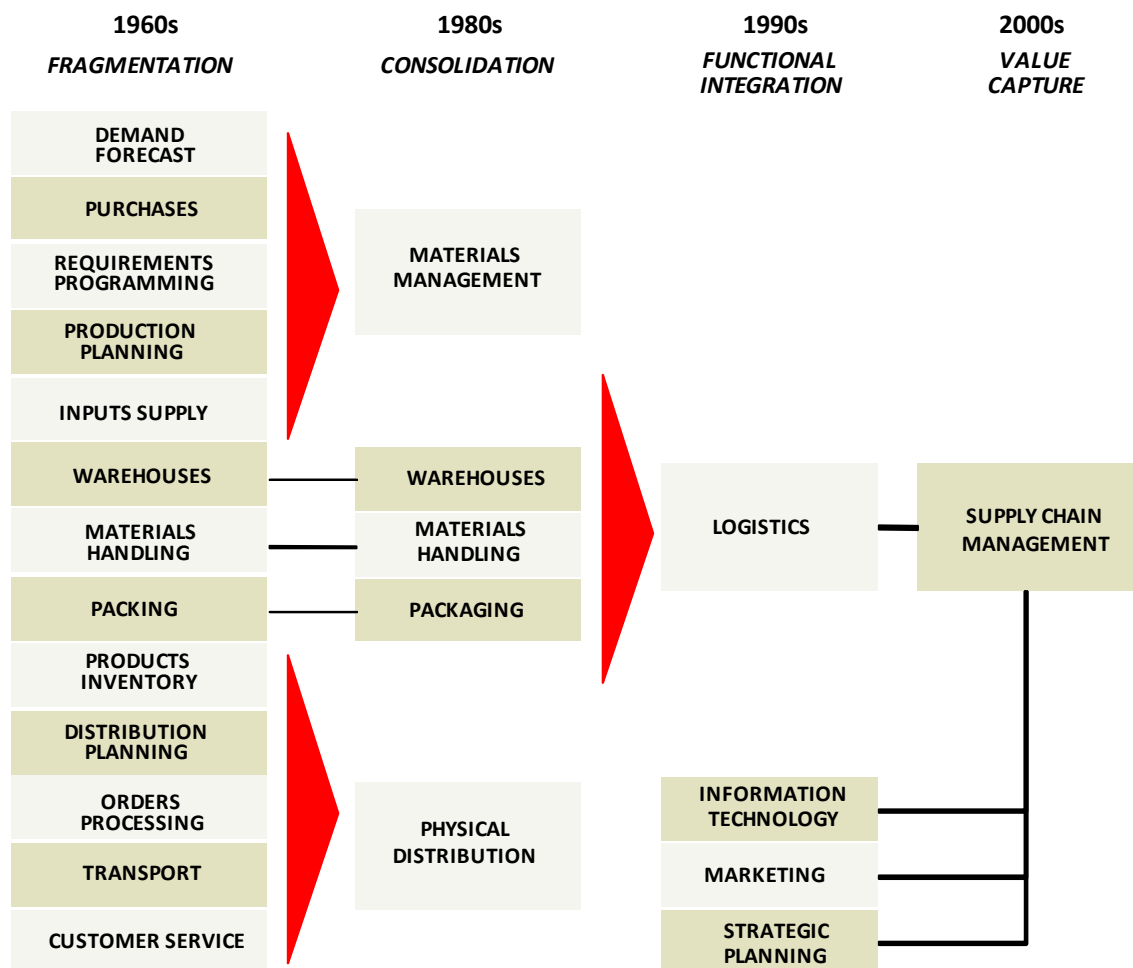 1960s
FRAGMENTATION
DEMAND
FORECAST
PURCHASES
REQUIREMENTS
PROGRAMMING
PRODUCTION
PLANNING
INPUTS SUPPLY
WAREHOUSES
MATERIALS
HANDLING
PACKING
PRODUCTS
INVENTORY
DISTRIBUTION
PLANNING
ORDERS
PROCESSING
TRANSPORT
CUSTOMER SERVICE
1980s
CONSOLIDATION
MATERIALS
MANAGEMENT
WAREHOUSES
MATERIALS
HANDLING
PACKAGING
PHYSICAL
DISTRIBUTION
1990s
FUNCTIONAL
INTEGRATION
LOGISTICS
INFORMATION
TECHNOLOGY
MARKETING
STRATEGIC
PLANNING
2000s
VALUE
CAPTURE
SUPPLY CHAIN
MANAGEMENT